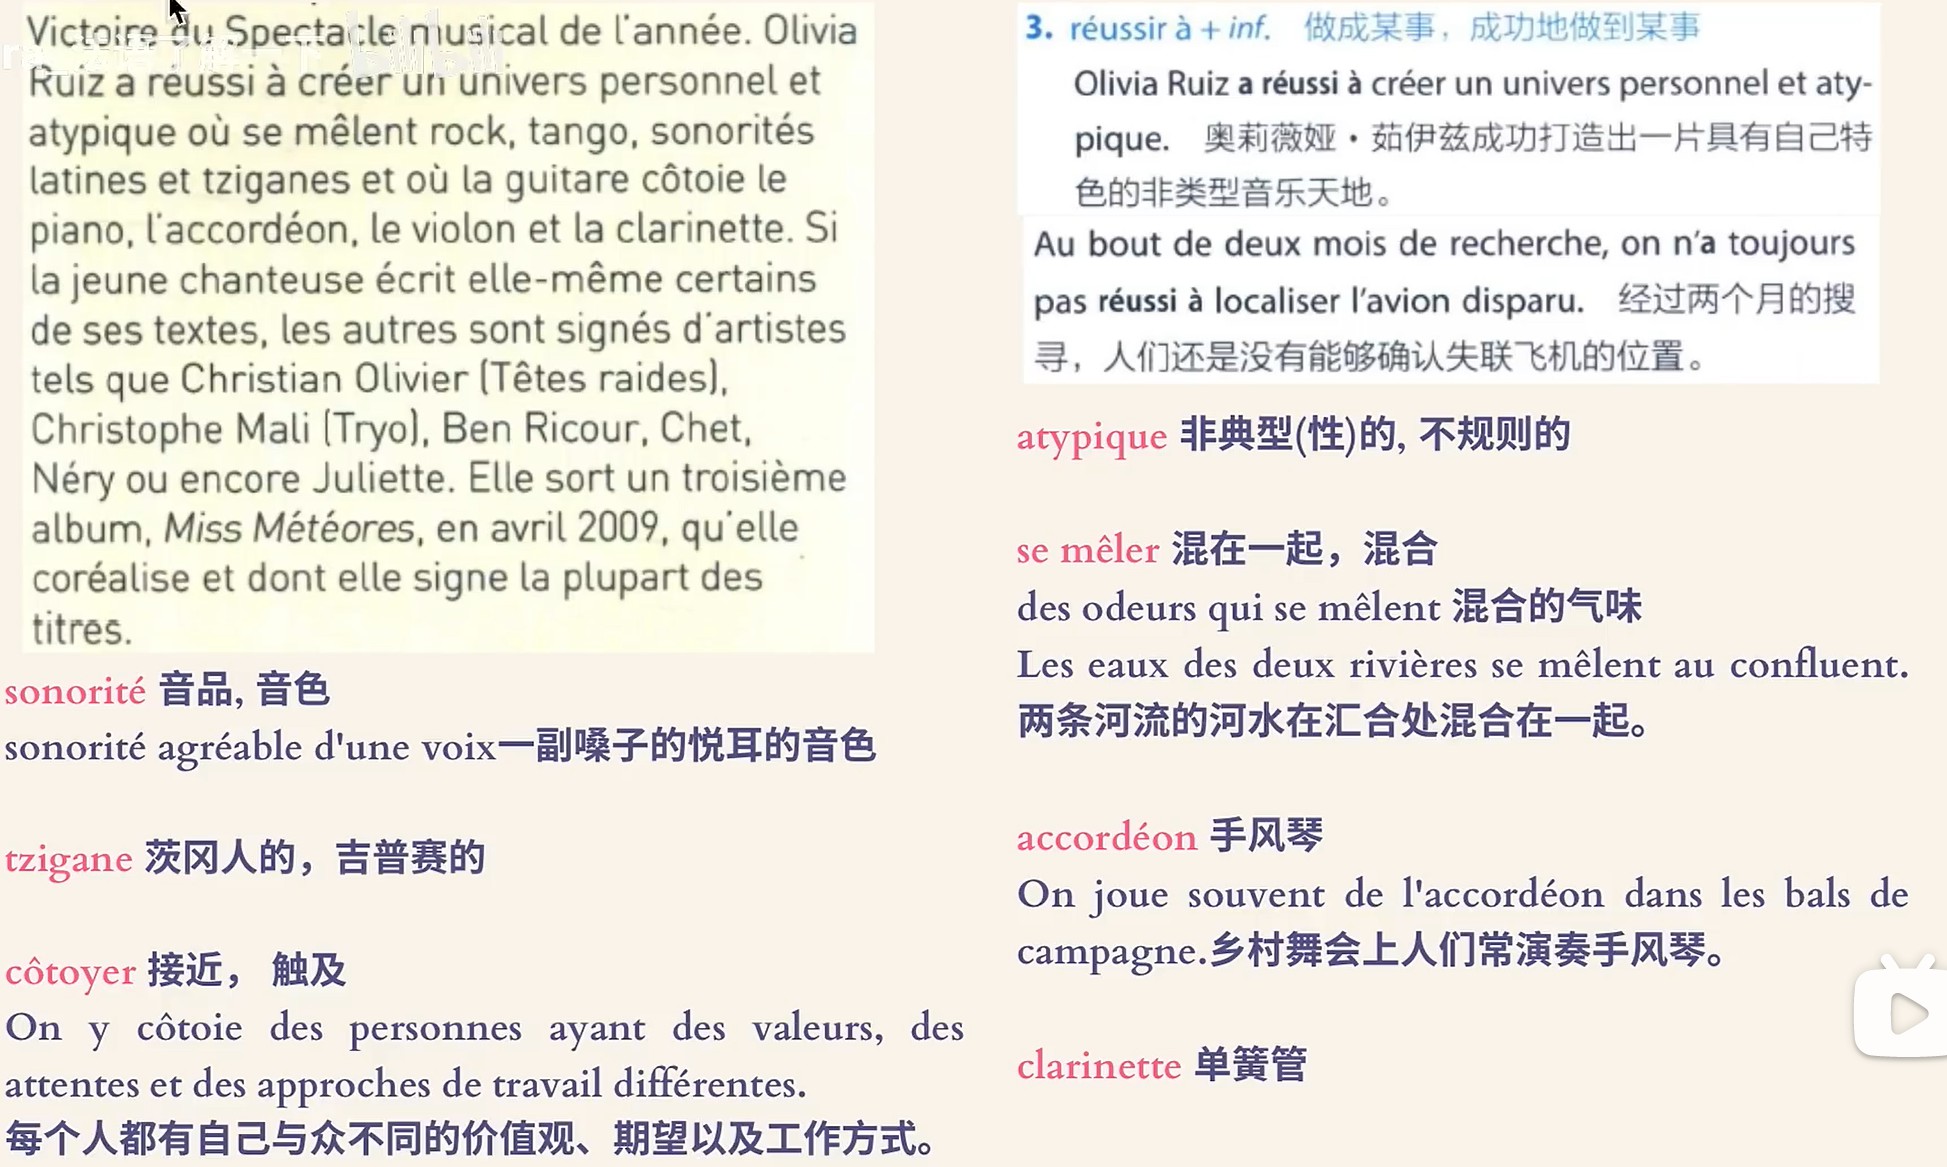 Victoire du Spectacle musical de l'année. Olivia
Ruiz a réussi à créer un univers personnel et
atypique où se mêlent rock, tango, sonorités
latines et tziganes et où la guitare côtoie le
piano, l'accordéon, le violon et la clarinette. Si
la jeune chanteuse écrit elle-même certains
de ses textes, les autres sont signés d'artistes
tels que Christian Olivier (Têtes raides),
Christophe Mali (Tryo), Ben Ricour, Chet,
Néry ou encore Juliette. Elle sort un troisième
album, Miss Météores, en avril 2009, qu'elle
coréalise et dont elle signe la plupart des
titres.
sonorité 音品, 音色
sonorité agréable d'une voix一副嗓子的悦耳的音色
tzigane 茨冈人的，吉普赛的
côtoyer 接近， 触及
On y côtoie des personnes ayant des valeurs, des
attentes et des approches de travail différentes.
每个人都有自己与众不同的价值观、期望以及工作方式。
3. réussir à + inf. 做成某事，成功地做到某事
Olivia Ruiz a réussi à créer un univers personnel et aty-
pique. 奥莉薇娅·茹伊兹成功打造出一片具有自己特
色的非类型音乐天地。
Au bout de deux mois de recherche, on n'a toujours
pas réussi à localiser l'avion disparu. 经过两个月的搜
寻，人们还是没有能够确认失联飞机的位置。
atypique 非典型(性)的, 不规则的
se mêler 混在一起，混合
des odeurs qui se mêlent 混合的气味
Les eaux des deux rivières se mêlent au confluent.
两条河流的河水在汇合处混合在一起。
accordéon 手风琴
On joue souvent de l'accordéon dans les bals de
campagne.乡村舞会上人们常演奏手风琴。
clarinette 单簧管